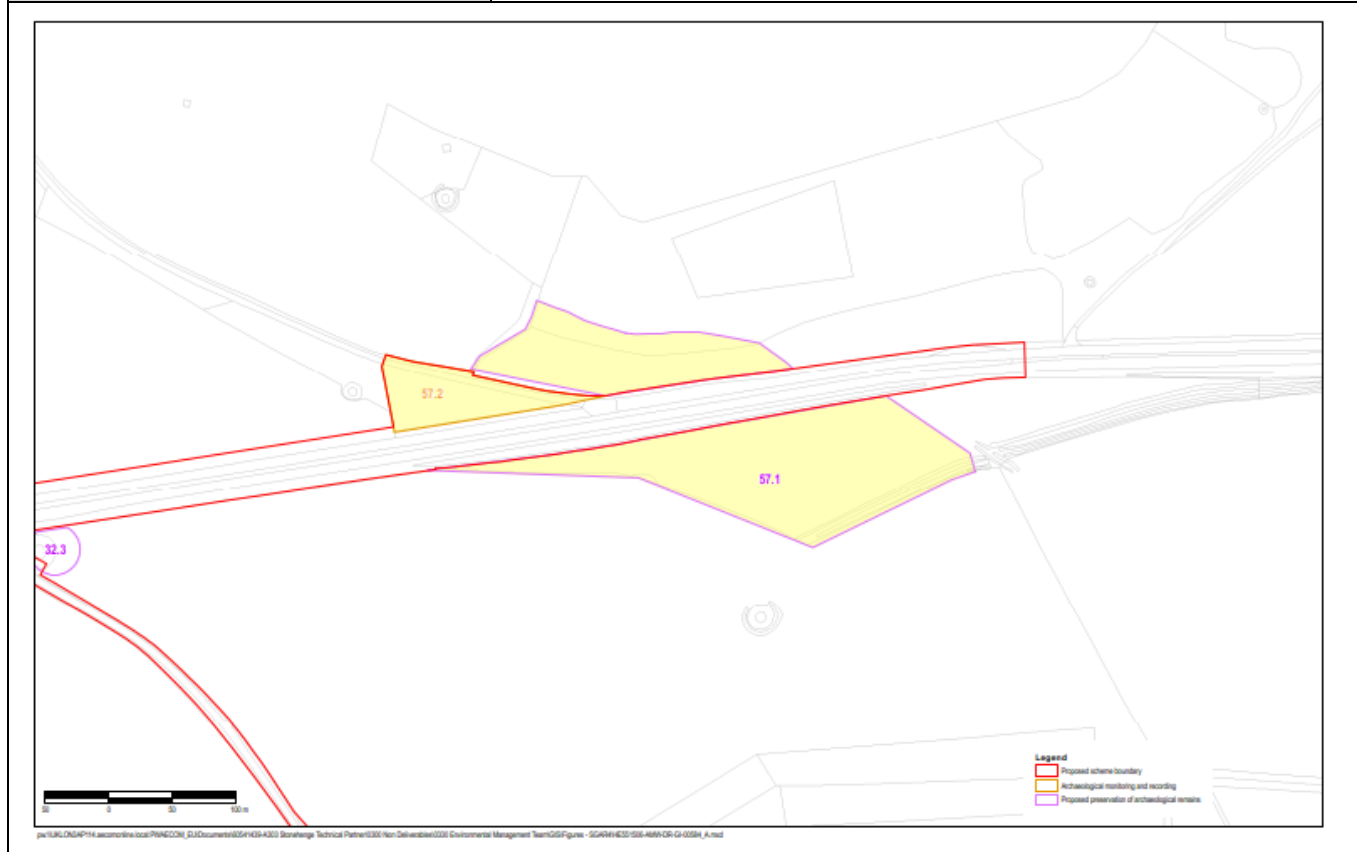 57.2
57.1
32.3
Legend
Proposed scheme boundary
Archaeological monitoring and recording
Proposed preservation of archaeological remains
50 0 50 100 m